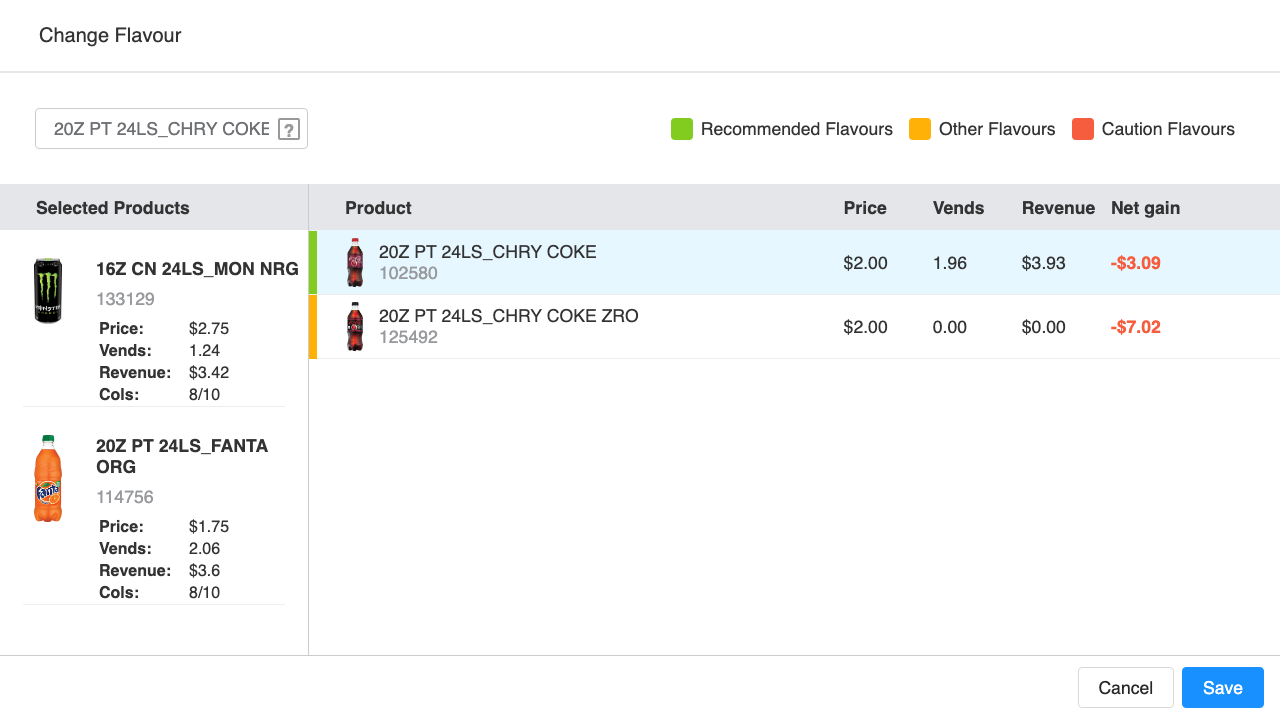 Change Flavour
20Z PT 24LS_CHRY COKE ?
Recommended Flavours Other Flavours Caution Flavours
Selected Products
Product Price Vends Revenue Net gain
16Z CN 24LS_MON NRG
133129
Price: $2.75
Vends: 1.24
Revenue: $3.42
Cols: 8/10
20Z PT 24LS_FANTA
ORG
114756
Price: $1.75
Vends: 2.06
Revenue: $3.6
Cols: 8/10
20Z PT 24LS_CHRY COKE
102580
$2.00 1.96 $3.93 -$3.09
20Z PT 24LS_CHRY COKE ZRO
125492
$2.00 0.00 $0.00 -$7.02
MONSTER
Fanta
Cancel Save